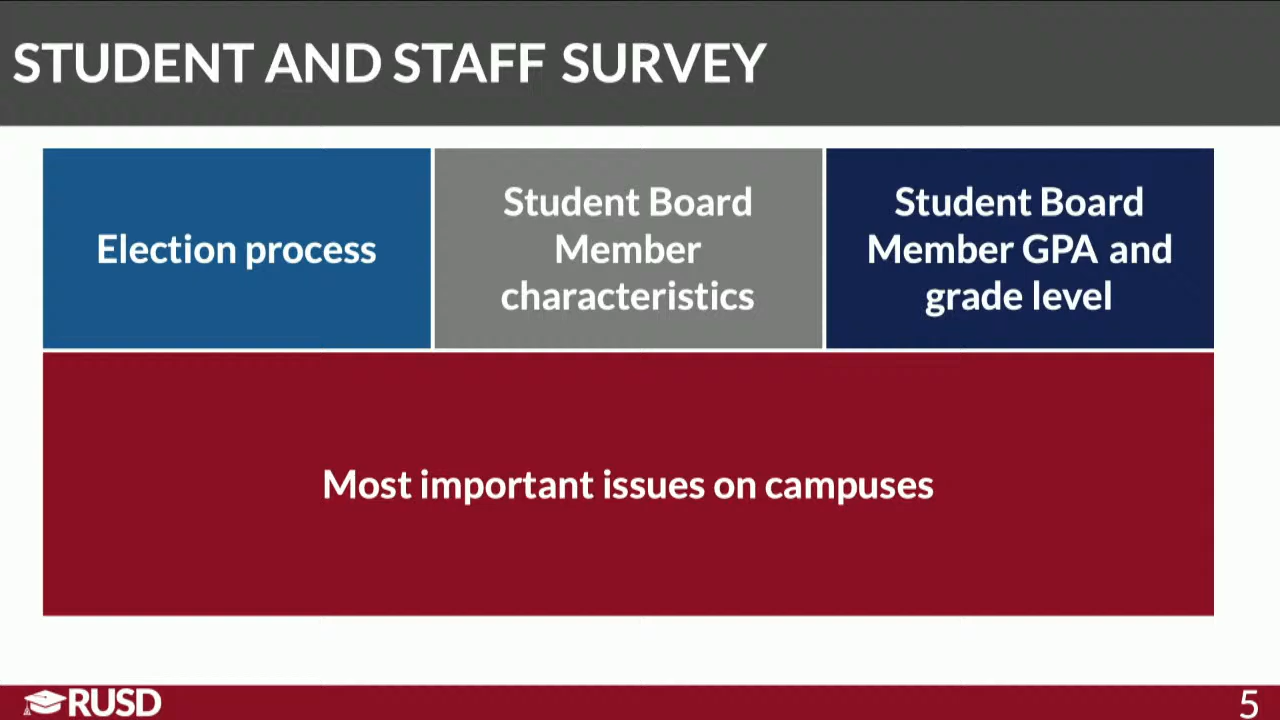 STUDENT AND STAFF SURVEY
Election process
Student Board
Member
characteristics
Student Board
Member GPA and
grade level
Most important issues on campuses
RUSD
5